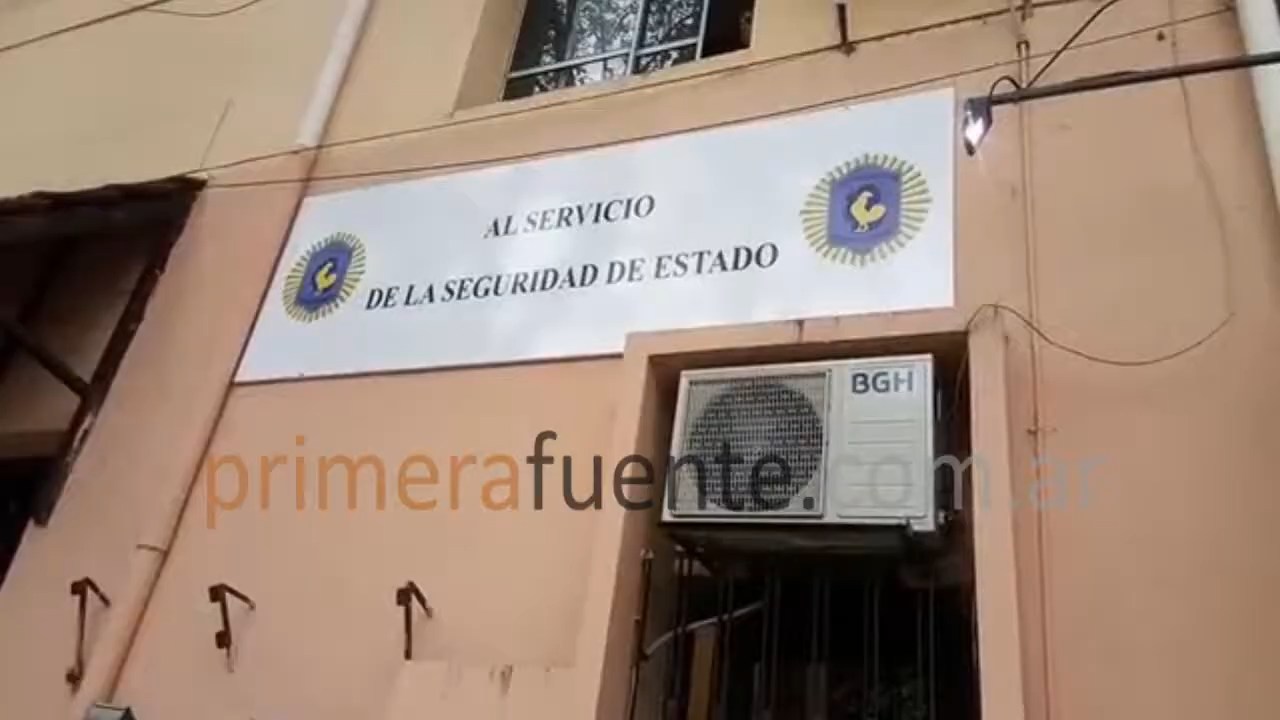 AL SERVICIO
DE LA SEGURIDAD DE ESTADO
BGH
primerafuente.com.ar